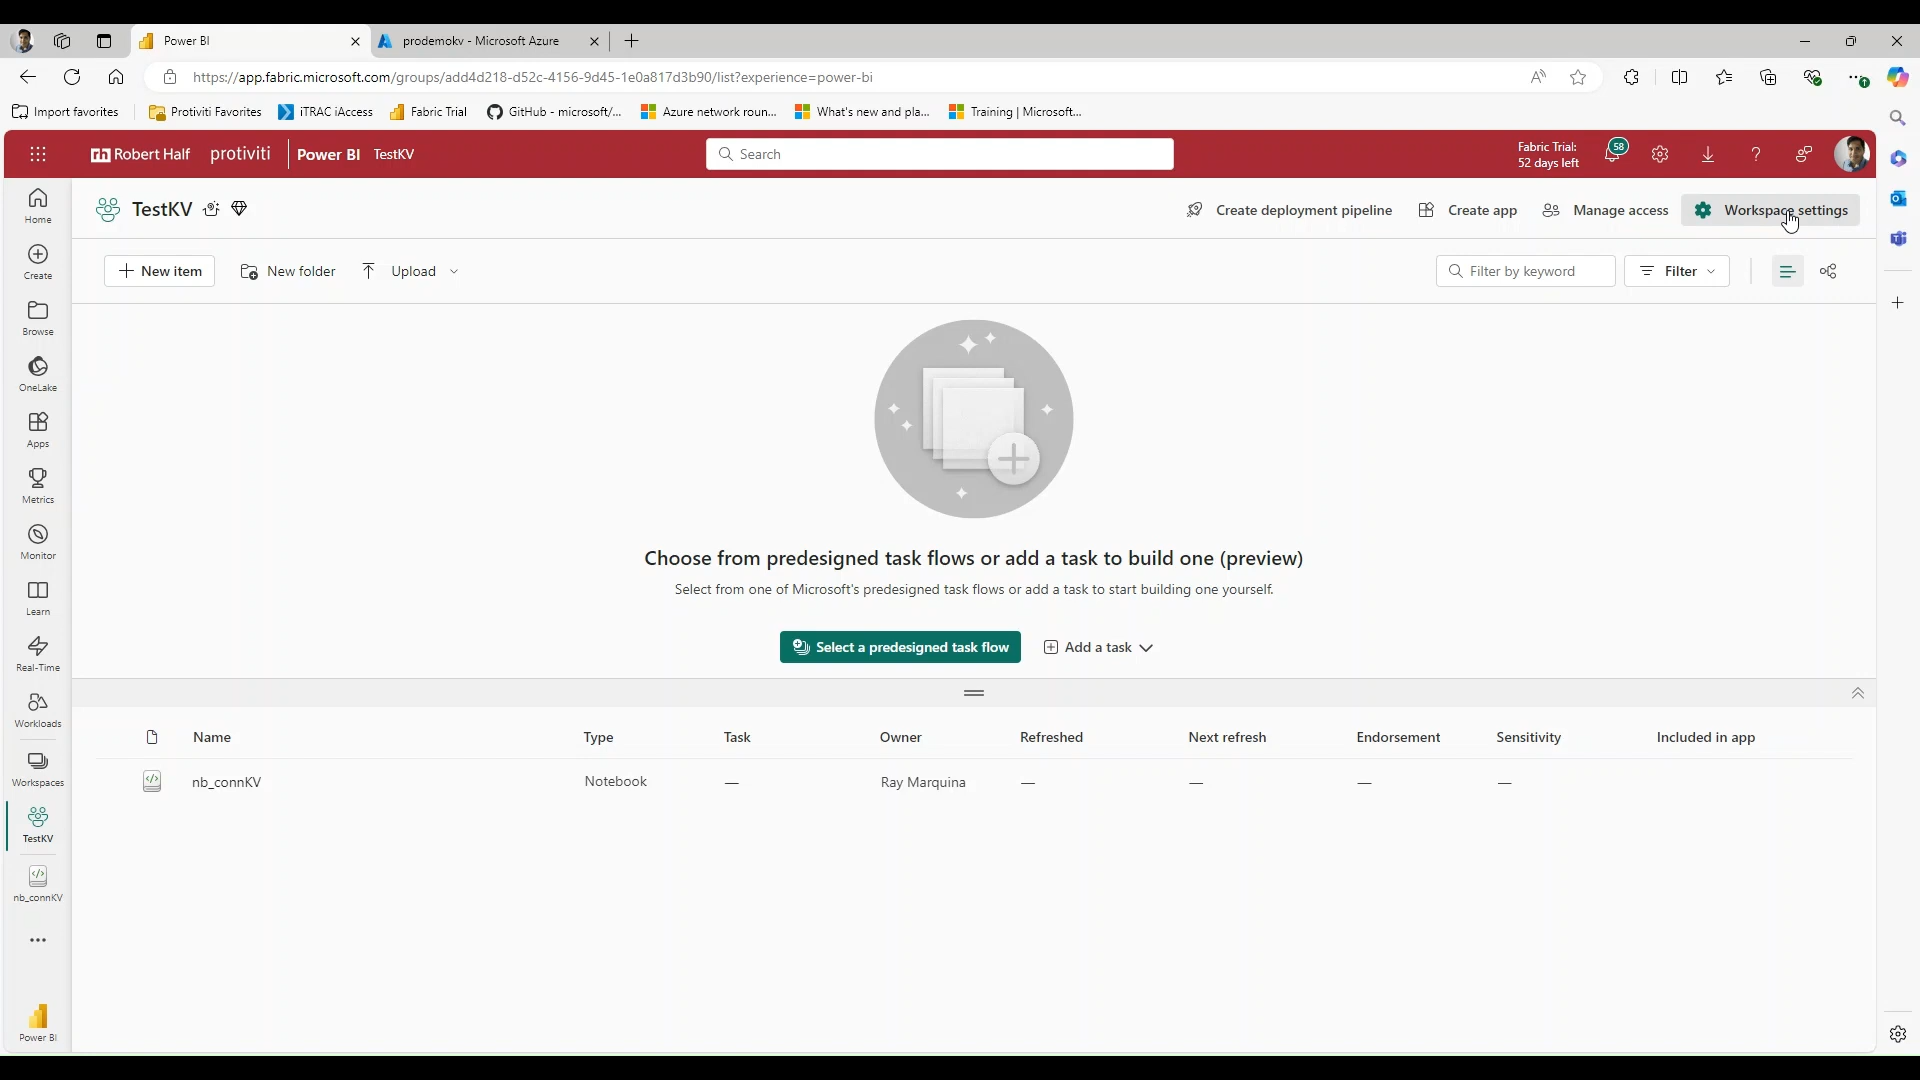 Power BI
prodemokv - Microsoft Azure
https://app.fabric.microsoft.com/groups/add4d218-d52c-4156-9d45-1e0a817d3b90/list?experience=power-bi
Import favorites
Protiviti Favorites
iTRAC iAccess
Fabric Trial
GitHub - microsoft/...
Azure network roun...
What's new and pla...
Training | Microsoft...
rh Robert Half
protiviti
Power BI
TestKV
Search
Fabric Trial:
52 days left
58
?
Home
Create
Browse
OneLake
Apps
Metrics
Monitor
Learn
Real-Time
Workloads
Workspaces
TestKV
nb_connKV
Power BI
TestKV
Create deployment pipeline
Create app
Manage access
Workspace settings
New item
New folder
Upload
Filter by keyword
Filter
Choose from predesigned task flows or add a task to build one (preview)
Select from one of Microsoft's predesigned task flows or add a task to start building one yourself.
Select a predesigned task flow
Add a task
Name Type Task Owner Refreshed Next refresh Endorsement Sensitivity Included in app
nb_connKV Notebook — Ray Marquina — — — —